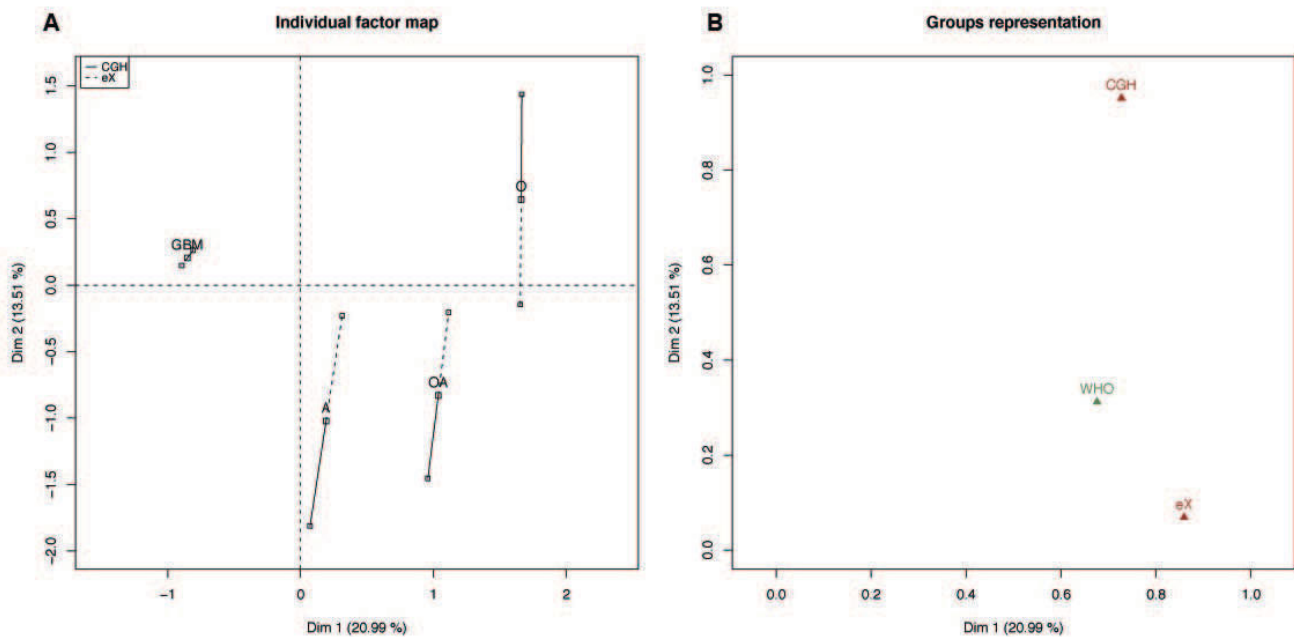 A
Individual factor map
CGH
eX
1.5
1.0
0.5
0.0
−0.5
−1.0
−1.5
−2.0
Dim 2 (13.51 %)
GBM
O
OA
A
−1
0
1
2
Dim 1 (20.99 %)
B
Groups representation
1.0
0.8
0.6
0.4
0.2
0.0
Dim 2 (13.51 %)
CGH
WHO
eX
0.0
0.2
0.4
0.6
0.8
1.0
Dim 1 (20.99 %)